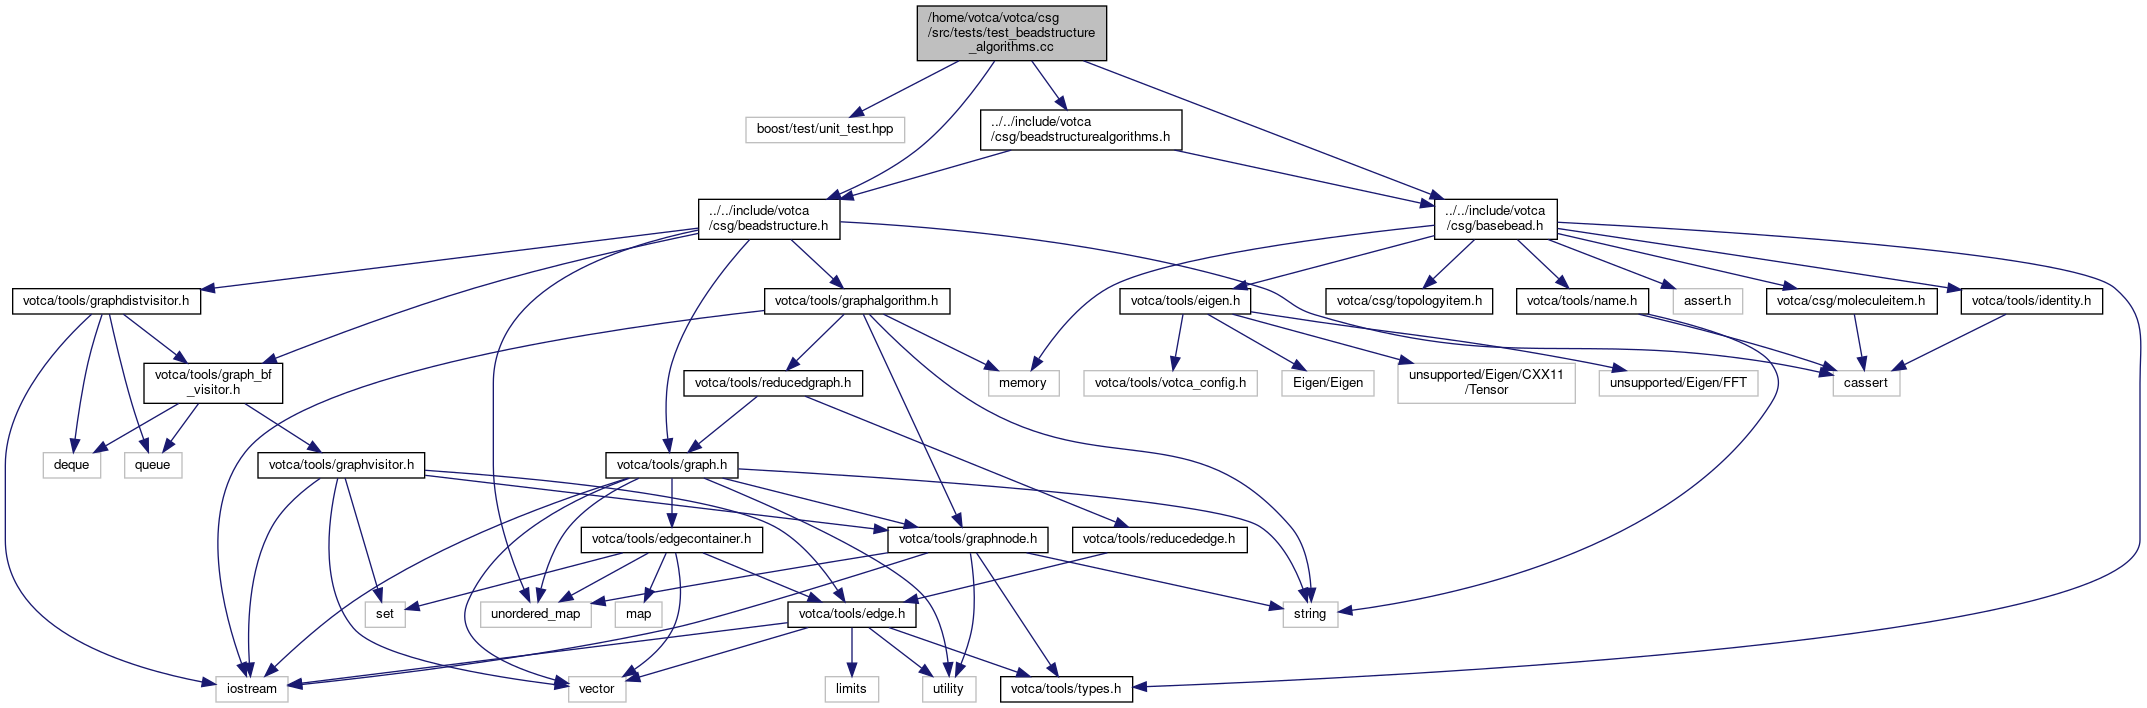 /home/votca/votca/csg
/src/tests/test_beadstructure
_algorithms.cc
boost/test/unit_test.hpp
../../include/votca
/csg/beadstructurealgorithms.h
../../include/votca
/csg/beadstructure.h
../../include/votca
/csg/basebead.h
votca/tools/graphdistvisitor.h
votca/tools/graphalgorithm.h
votca/tools/eigen.h
votca/csg/topologyitem.h
votca/tools/name.h
assert.h
votca/csg/moleculeitem.h
votca/tools/identity.h
votca/tools/graph_bf
_visitor.h
votca/tools/reducedgraph.h
memory
votca/tools/votca_config.h
Eigen/Eigen
unsupported/Eigen/CXX11
/Tensor
unsupported/Eigen/FFT
cassert
deque
queue
votca/tools/graphvisitor.h
votca/tools/graph.h
votca/tools/edgecontainer.h
votca/tools/graphnode.h
votca/tools/reducededge.h
set
unordered_map
map
votca/tools/edge.h
string
iostream
vector
limits
utility
votca/tools/types.h